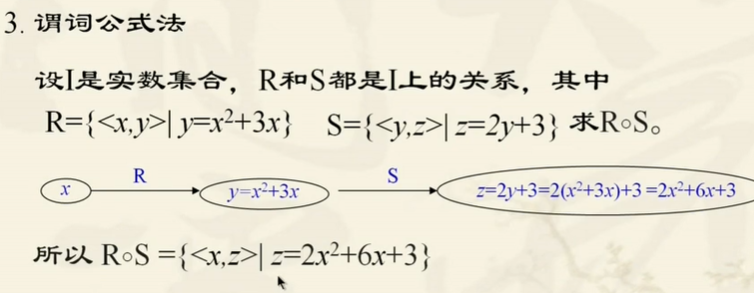 3. 谓词公式法
设I是实数集合，R和S都是I上的关系，其中
R={<x,y>| y=x²+3x} S={<y,z>| z=2y+3} 求R∘S。
x R y=x²+3x S z=2y+3=2(x²+3x)+3 =2x²+6x+3
所以 R∘S ={<x,z>| z=2x²+6x+3}